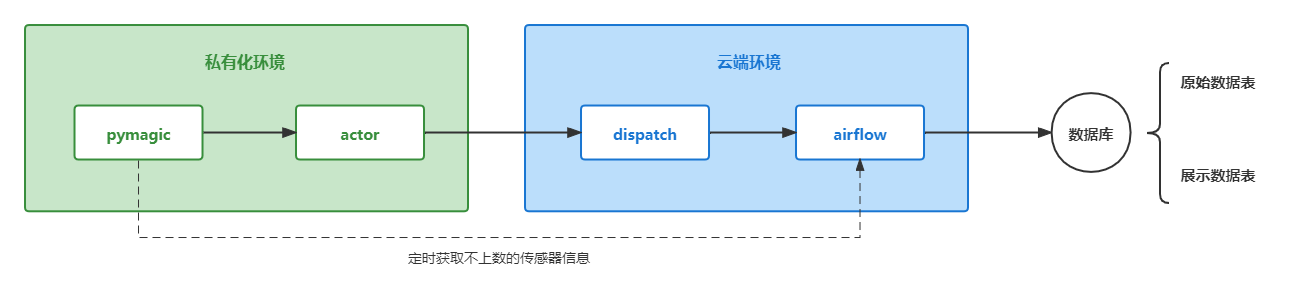 私有化环境
pymagic
actor
云端环境
dispatch
airflow
数据库
原始数据表
展示数据表
定时获取不上数的传感器信息